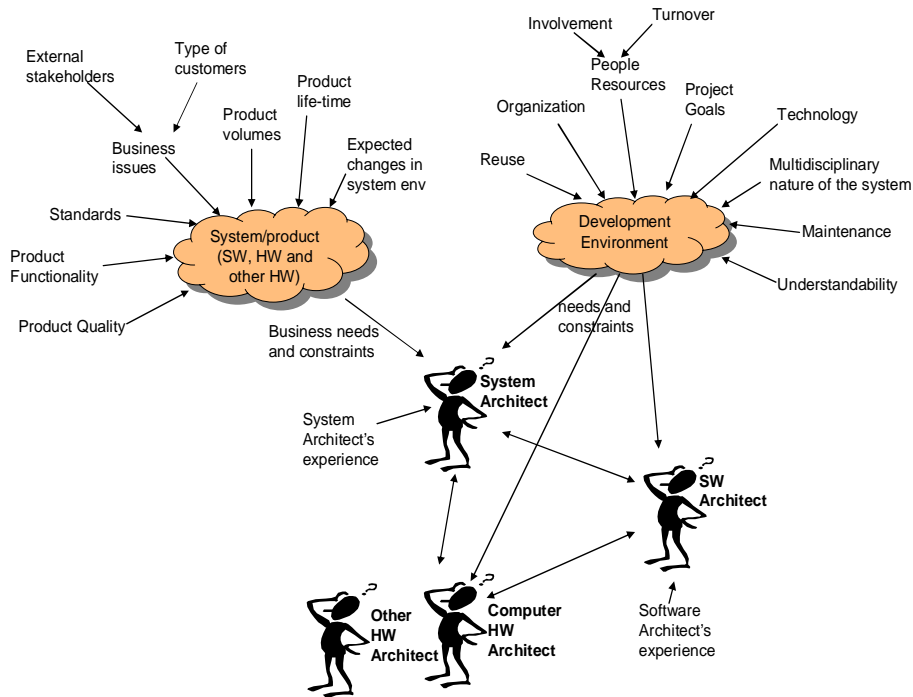 Involvement
Turnover
People
Resources
External
stakeholders
Type of
customers
Product
life-time
Product
volumes
Business
issues
Expected
changes in
system env
Organization
Project
Goals
Technology
Reuse
Multidisciplinary
nature of the system
Standards
System/product
(SW, HW and
other HW)
Development
Environment
Maintenance
Product
Functionality
Understandability
Product Quality
Business needs
and constraints
needs and
constraints
System
Architect
System
Architect's
experience
SW
Architect
Other
HW
Architect
Computer
HW
Architect
Software
Architect's
experience